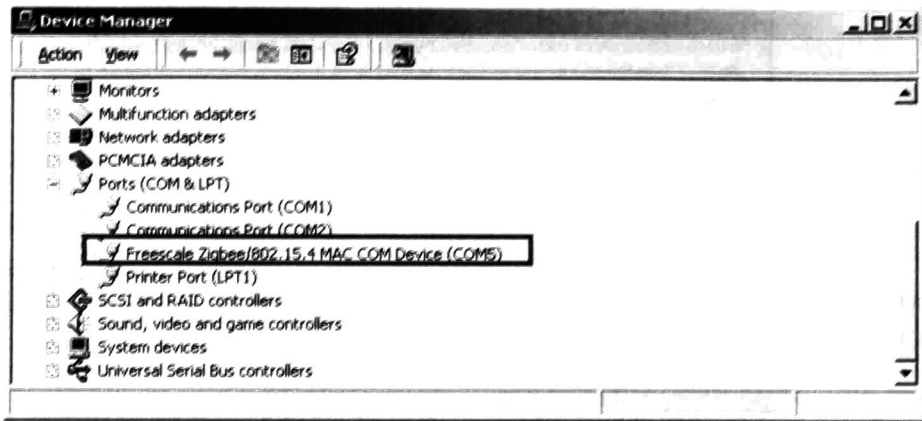 Device Manager
Action View
Monitors
Multifunction adapters
Network adapters
PCMCIA adapters
Ports (COM & LPT)
Communications Port (COM1)
Communications Port (COM2)
Freescale Zigbee/802.15.4 MAC COM Device (COM5)
Printer Port (LPT1)
SCSI and RAID controllers
Sound, video and game controllers
System devices
Universal Serial Bus controllers